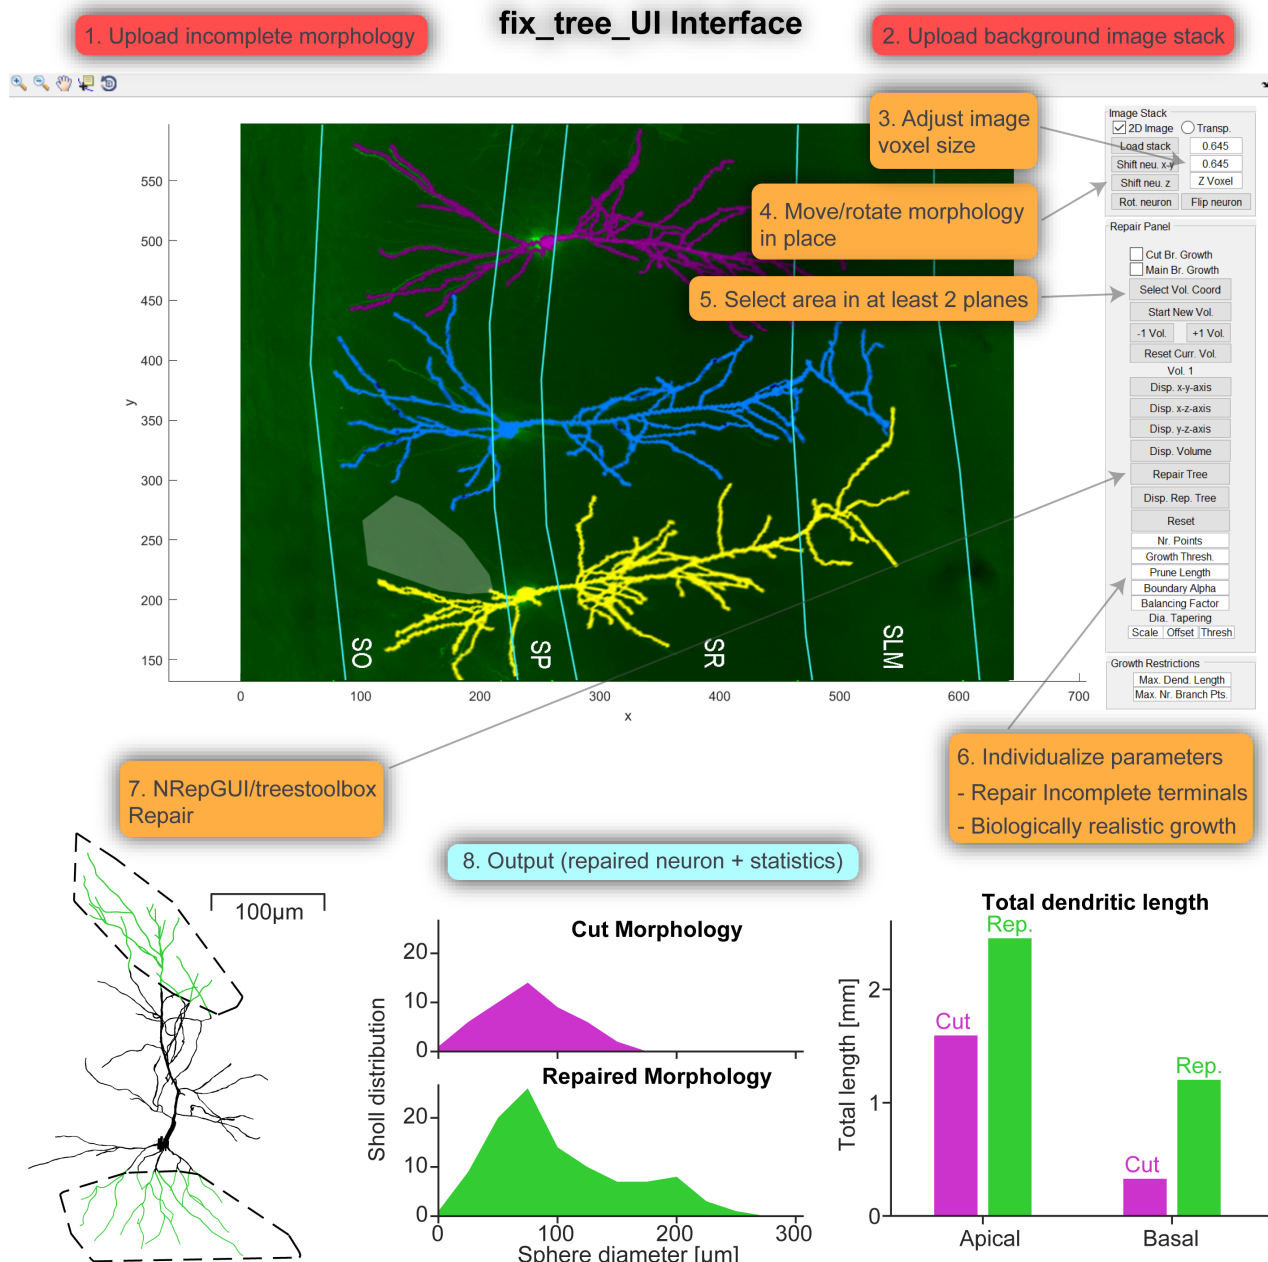 fix_tree_UI Interface
1. Upload incomplete morphology
2. Upload background image stack
3. Adjust image
voxel size
4. Move/rotate morphology
in place
5. Select area in at least 2 planes
Image Stack
2D Image
Transp.
Load stack
0.645
Shift neu. x-y
0.645
Shift neu. z
Z Voxel
Rot. neuron
Flip neuron
Repair Panel
Cut Br. Growth
Main Br. Growth
Select Vol. Coord
Start New Vol.
-1 Vol.
+1 Vol.
Reset Curr. Vol.
Vol. 1
Disp. x-y-axis
Disp. x-z-axis
Disp. y-z-axis
Disp. Volume
Repair Tree
Disp. Rep. Tree
Reset
Nr. Points
Growth Thresh.
Prune Length
Boundary Alpha
Balancing Factor
Dia. Tapering
Scale
Offset
Thresh
Growth Restrictions
Max. Dend. Length
Max. Nr. Branch Pts.
550
500
450
400
350
300
250
200
150
y
SO
SP
SR
SLM
0
100
200
300
400
500
600
700
x
6. Individualize parameters
- Repair Incomplete terminals
- Biologically realistic growth
7. NRepGUI/treestoolbox
Repair
8. Output (repaired neuron + statistics)
100µm
Cut Morphology
20
10
0
Repaired Morphology
20
10
0
Sholl distribution
0
100
200
300
Sphere diameter [µm]
Total dendritic length
Rep.
Cut
Rep.
Cut
2
1
0
Total length [mm]
Apical
Basal